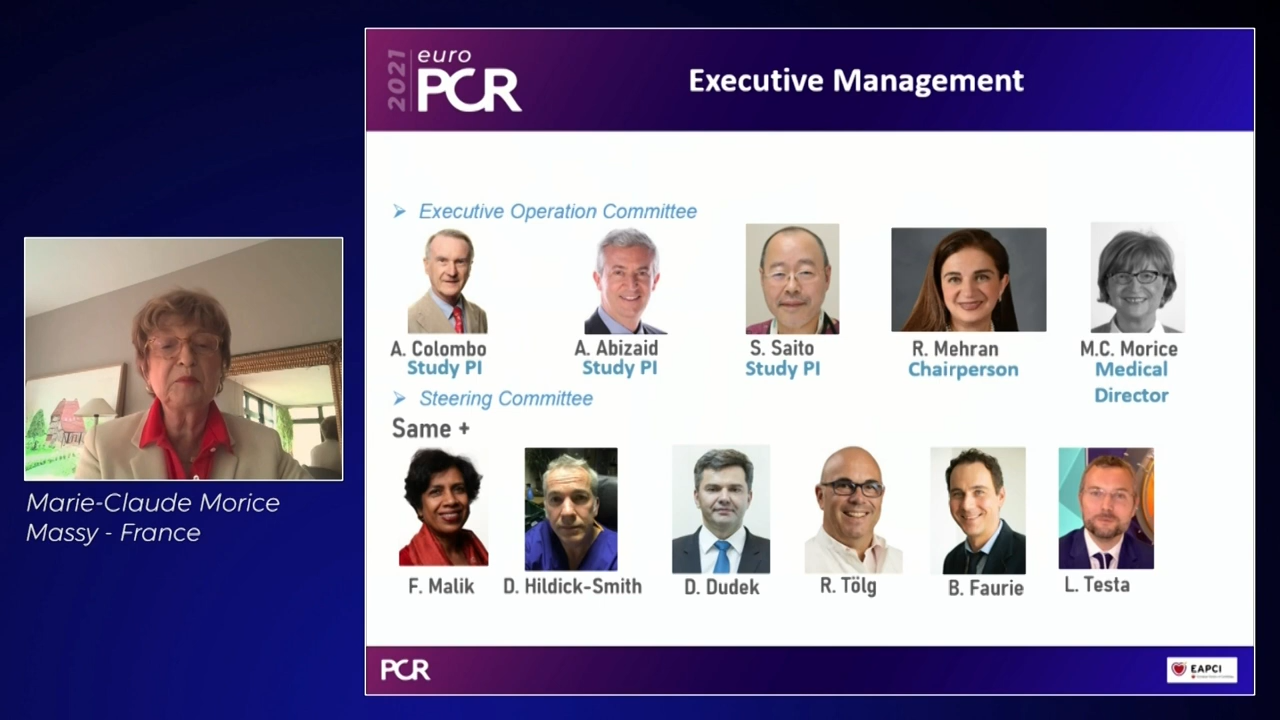 2021
euro
PCR
Executive Management
Executive Operation Committee
A. Colombo
Study PI
A. Abizaid
Study PI
S. Saito
Study PI
R. Mehran
Chairperson
M.C. Morice
Medical
Director
Steering Committee
Same +
F. Malik
D. Hildick-Smith
D. Dudek
R. Tölg
B. Faurie
L. Testa
Marie-Claude Morice
Massy - France
PCR
EAPCI